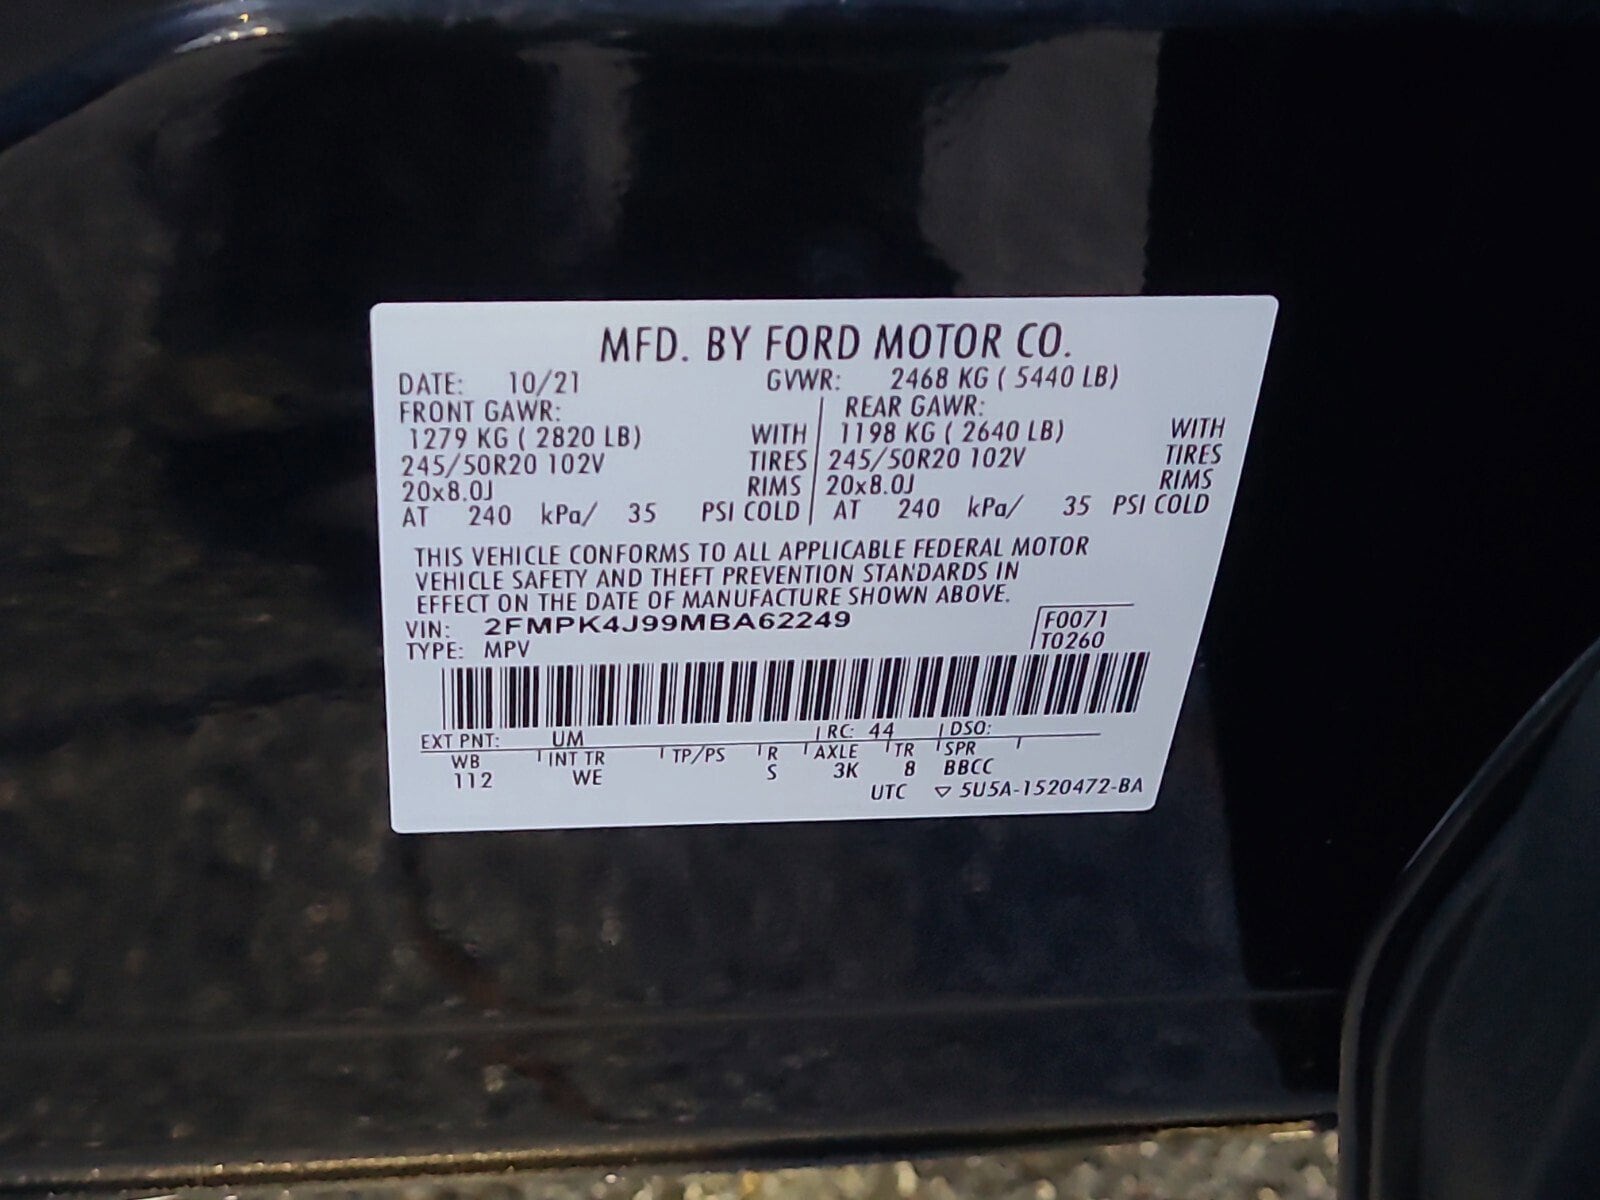 MFD. BY FORD MOTOR CO.
DATE: 10/21 GVWR: 2468 KG ( 5440 LB)
FRONT GAWR: REAR GAWR:
1279 KG ( 2820 LB) WITH 1198 KG ( 2640 LB) WITH
245/50R20 102V TIRES 245/50R20 102V TIRES
20x8.0J RIMS 20x8.0J RIMS
AT 240 kPa/ 35 PSI COLD AT 240 kPa/ 35 PSI COLD
THIS VEHICLE CONFORMS TO ALL APPLICABLE FEDERAL MOTOR
VEHICLE SAFETY AND THEFT PREVENTION STANDARDS IN
EFFECT ON THE DATE OF MANUFACTURE SHOWN ABOVE.
VIN: 2FMPK4J99MBA62249 F0071
TYPE: MPV T0260
EXT PNT: UM RC: 44 DSO:
WB INT TR TP/PS R AXLE TR SPR
112 WE S 3K 8 BBCC
UTC ▽ 5U5A-1520472-BA